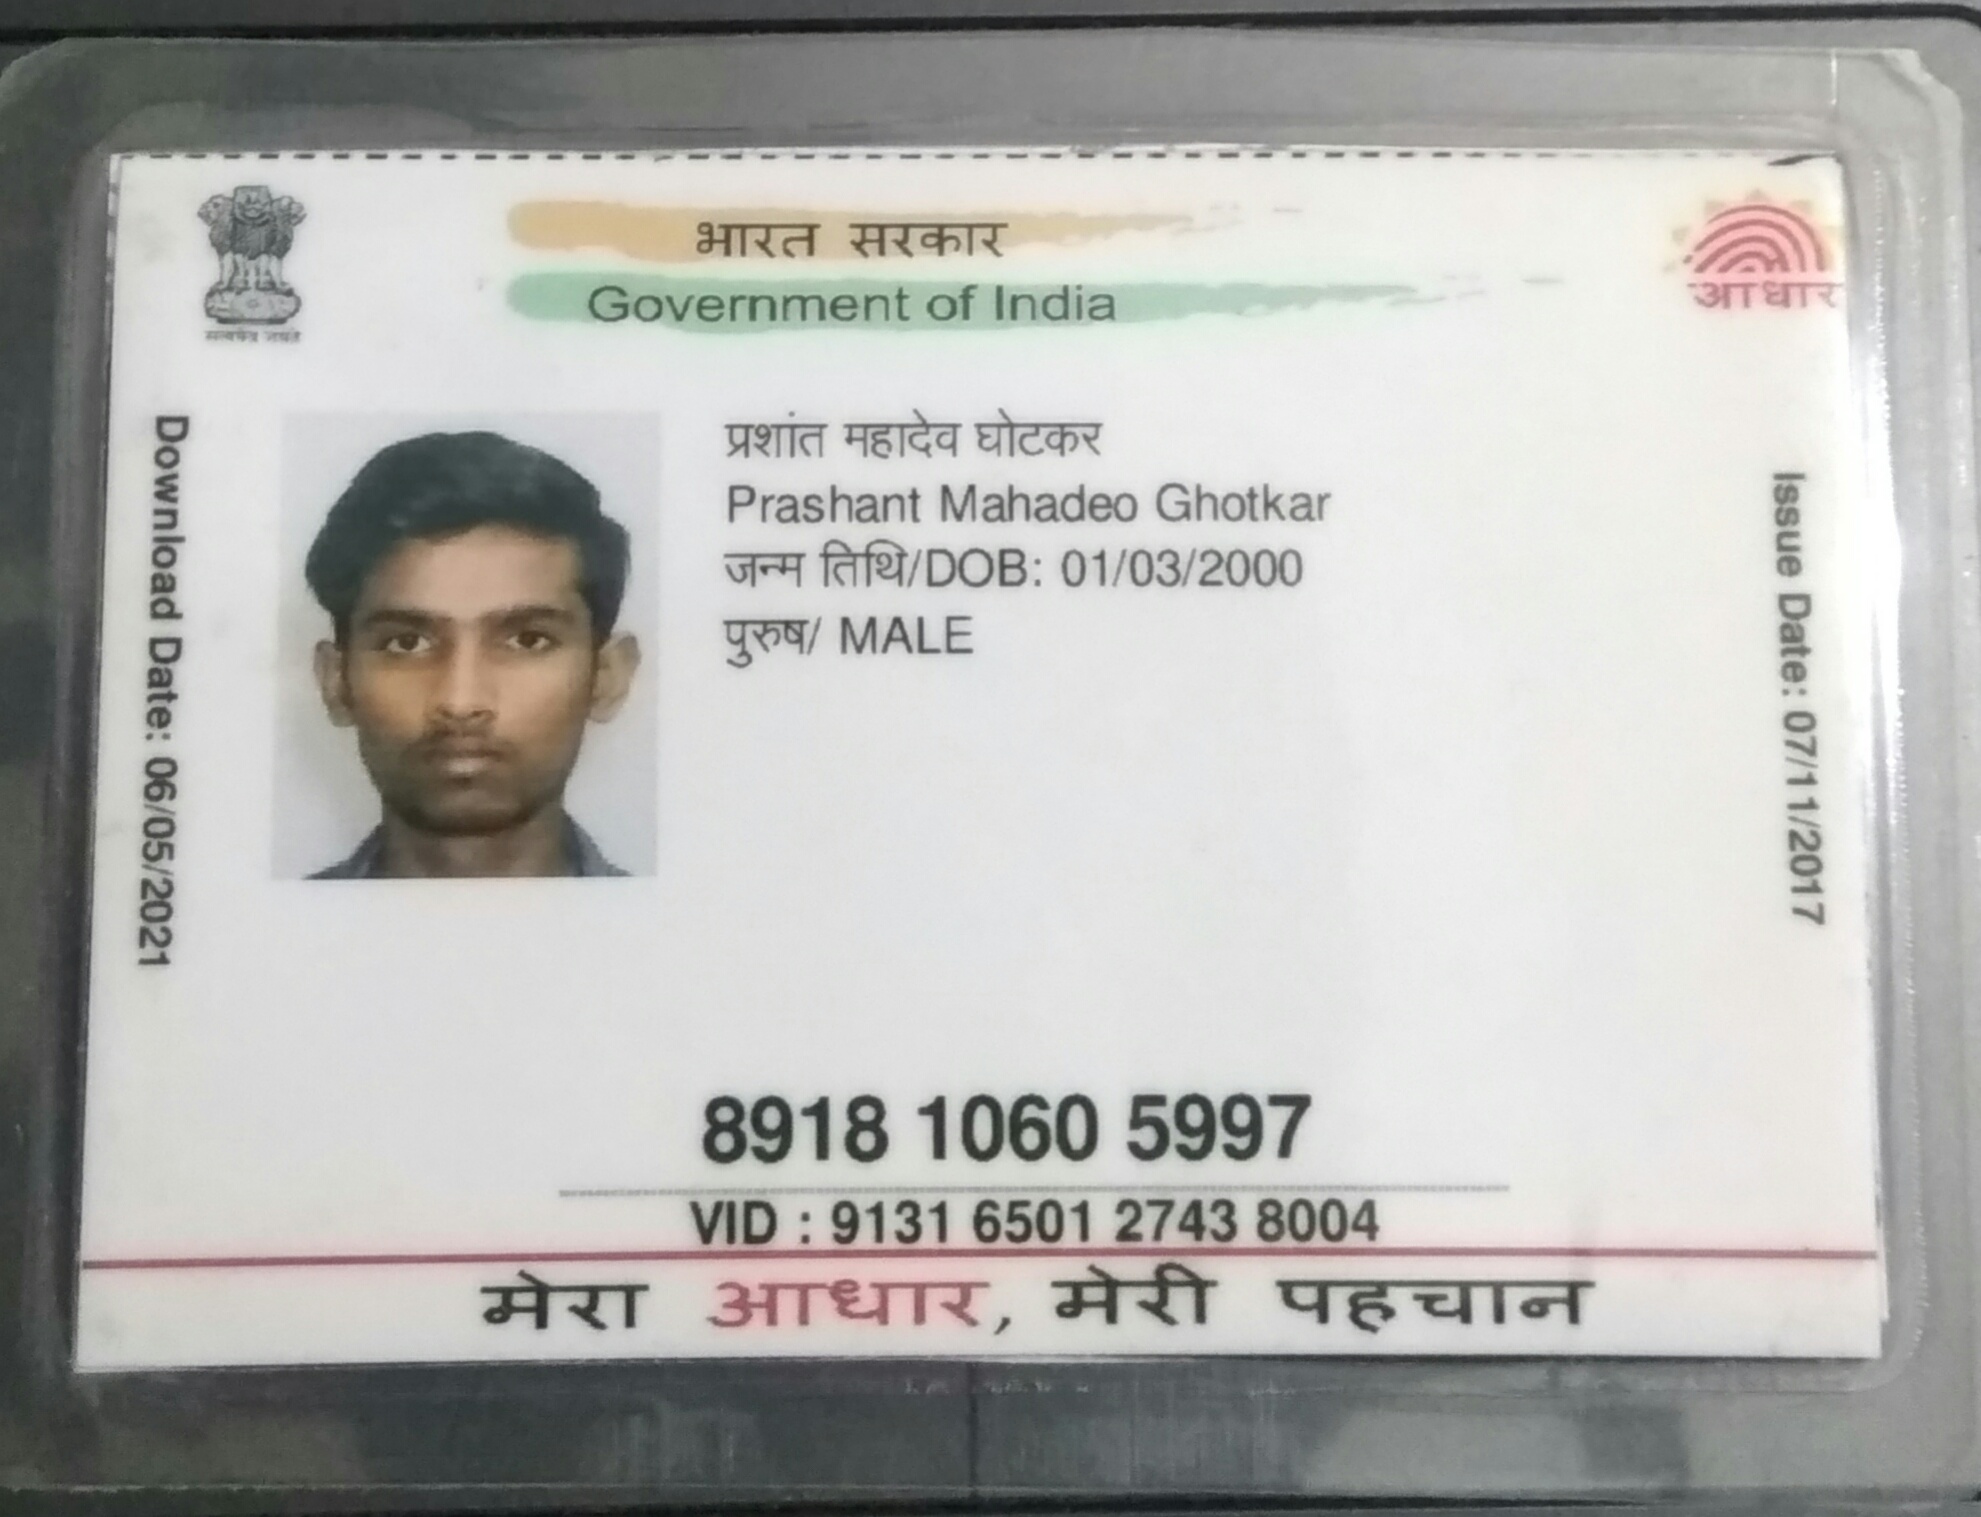 भारत सरकार
Government of India
सत्यमेव जयते
आधार
Download Date: 06/05/2021
प्रशांत महादेव घोटकर
Prashant Mahadeo Ghotkar
जन्म तिथि/DOB: 01/03/2000
पुरुष/ MALE
Issue Date: 07/11/2017
8918 1060 5997
VID : 9131 6501 2743 8004
मेरा आधार, मेरी पहचान